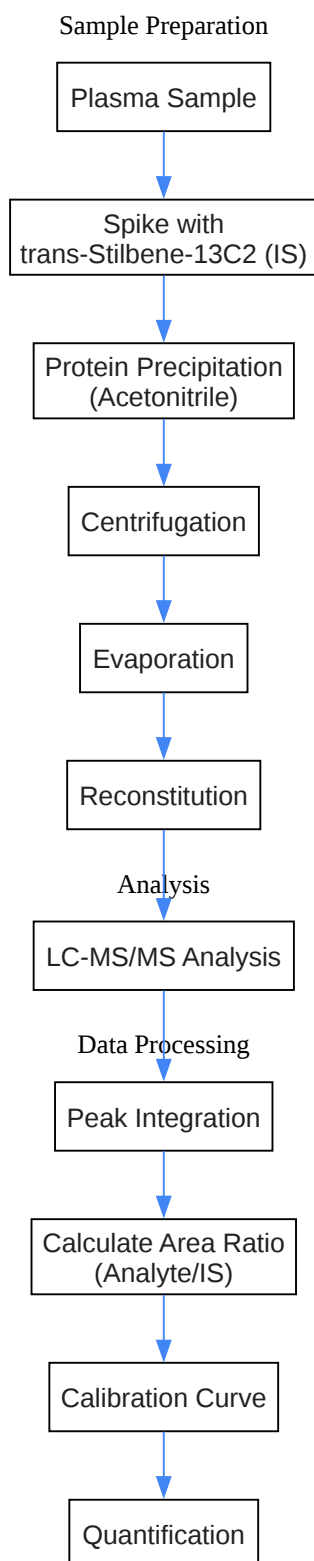 Sample Preparation
Plasma Sample
Spike with
trans-Stilbene-13C2 (IS)
Protein Precipitation
(Acetonitrile)
Centrifugation
Evaporation
Reconstitution
Analysis
LC-MS/MS Analysis
Data Processing
Peak Integration
Calculate Area Ratio
(Analyte/IS)
Calibration Curve
Quantification